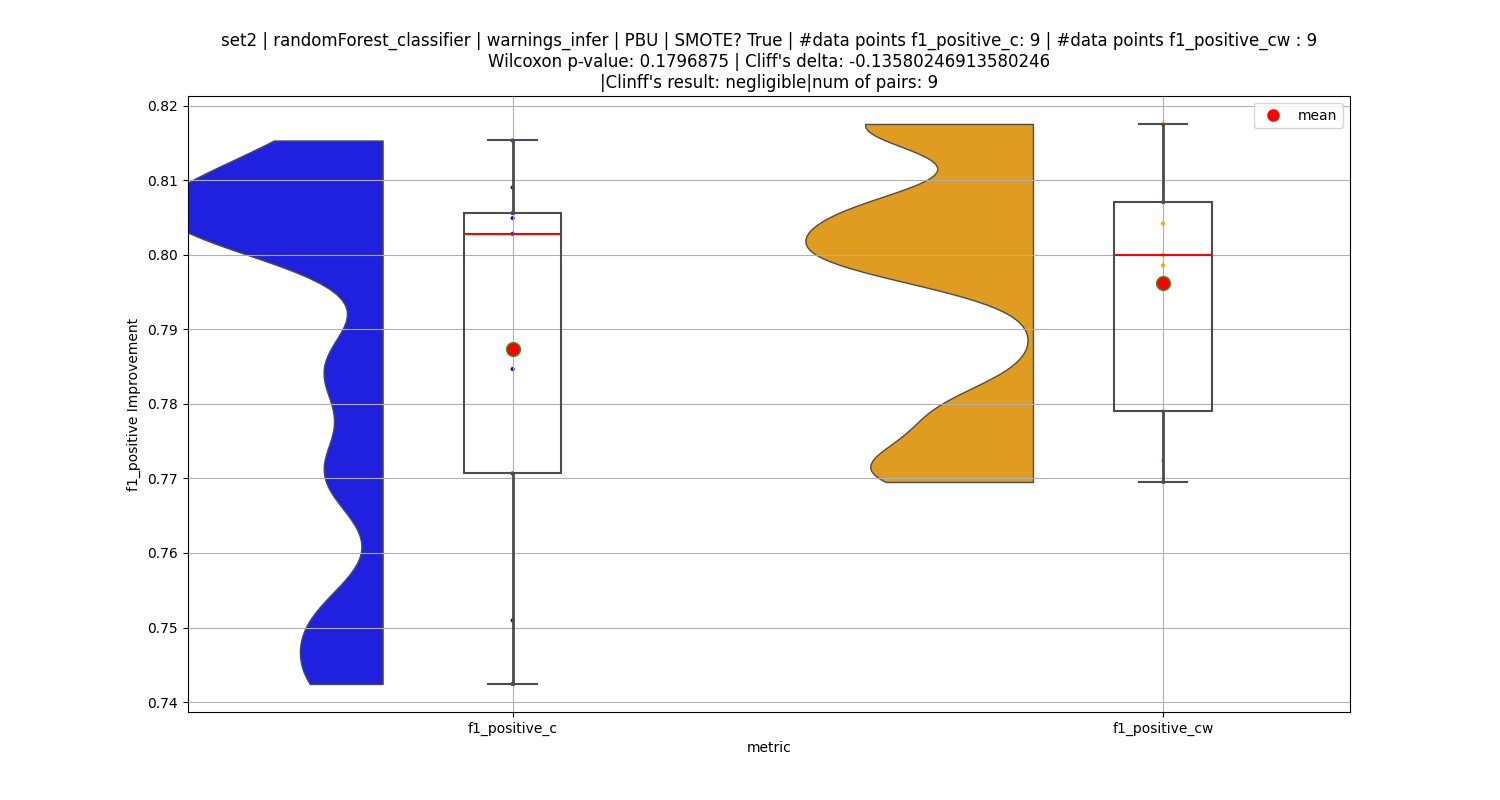 set2 | randomForest_classifier | warnings_infer | PBU | SMOTE? True | #data points f1_positive_c: 9 | #data points f1_positive_cw : 9
Wilcoxon p-value: 0.1796875 | Cliff's delta: -0.13580246913580246
|Clinff's result: negligible|num of pairs: 9
mean
0.82
0.81
0.80
0.79
0.78
0.77
0.76
0.75
0.74
f1_positive Improvement
f1_positive_c
f1_positive_cw
metric